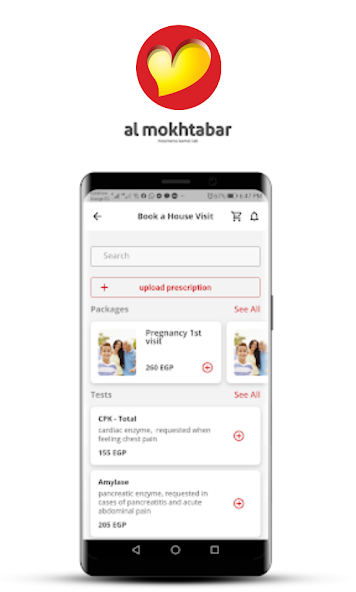 al mokhtabar
6:47 PM
Book a House Visit
Search
+ upload prescription
Packages
See All
Pregnancy 1st
visit
260 EGP
Tests
See All
CPK - Total
cardiac enzyme, requested when
feeling chest pain
155 EGP
Amylase
pancreatic enzyme, requested in
cases of pancreatitis and acute
abdominal pain
205 EGP